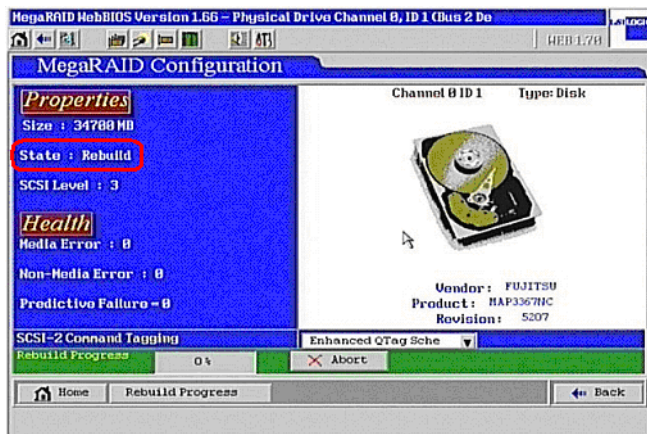 MegaRAID WebBIOS Version 1.66 - Physical Drive Channel 0, ID 1 (Bus 2 De
LSI LOGIC
WEB 1.70
MegaRAID Configuration
Properties
Size : 34700 MB
State : Rebuild
SCSI Level : 3
Health
Media Error : 0
Non-Media Error : 0
Predictive Failure = 0
Channel 0 ID 1 Type: Disk
Vendor: FUJITSU
Product: MAP3367NC
Revision: 5207
SCSI-2 Command Tagging
Enhanced QTag Sche
Rebuild Progress
0%
Abort
Home
Rebuild Progress
Back